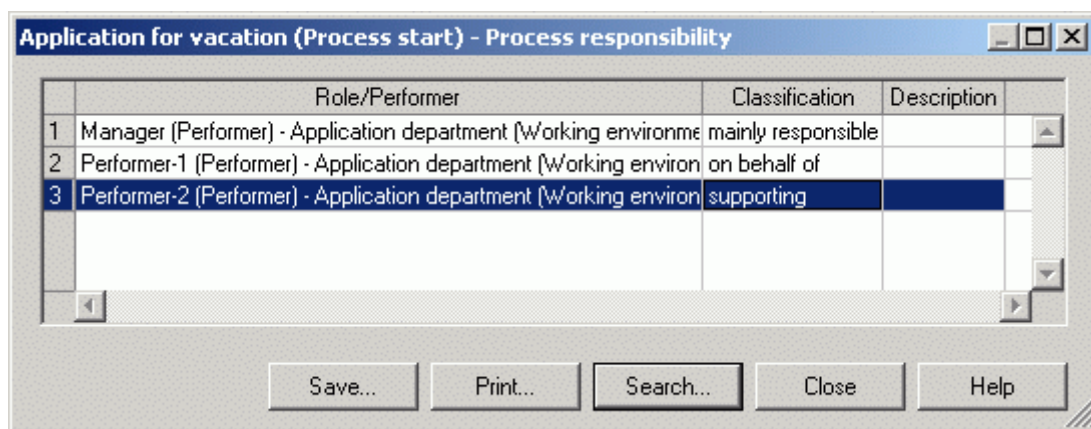 Application for vacation (Process start) - Process responsibility
Role/Performer Classification Description
1 Manager (Performer) - Application department (Working environme mainly responsible
2 Performer-1 (Performer) - Application department (Working environ on behalf of
3 Performer-2 (Performer) - Application department (Working environ supporting
Save... Print... Search... Close Help